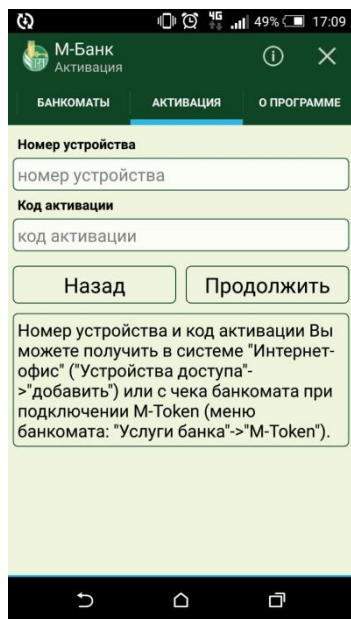 4G 49% 17:09
М-Банк
Активация
БАНКОМАТЫ АКТИВАЦИЯ О ПРОГРАММЕ
Номер устройства
номер устройства
Код активации
код активации
Назад Продолжить
Номер устройства и код активации Вы
можете получить в системе "Интернет-
офис" ("Устройства доступа"-
>"добавить") или с чека банкомата при
подключении M-Token (меню
банкомата: "Услуги банка"->"M-Token").